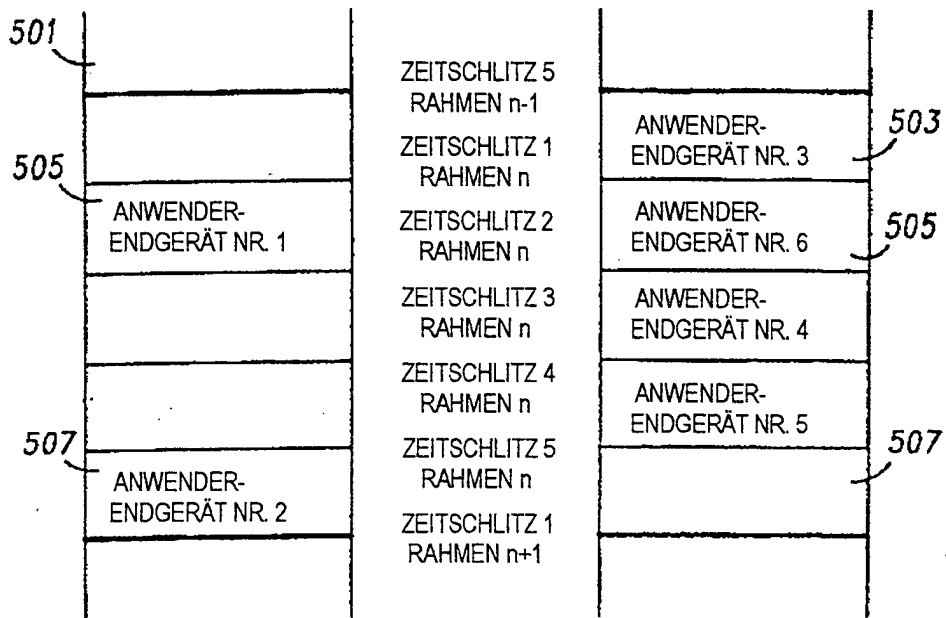 501
ZEITSCHLITZ 5
RAHMEN n-1
ANWENDER-
ENDGERÄT NR. 3
503
ZEITSCHLITZ 1
RAHMEN n
505
ANWENDER-
ENDGERÄT NR. 1
ZEITSCHLITZ 2
RAHMEN n
ANWENDER-
ENDGERÄT NR. 6
505
ZEITSCHLITZ 3
RAHMEN n
ANWENDER-
ENDGERÄT NR. 4
ZEITSCHLITZ 4
RAHMEN n
ANWENDER-
ENDGERÄT NR. 5
507
ANWENDER-
ENDGERÄT NR. 2
ZEITSCHLITZ 5
RAHMEN n
507
ZEITSCHLITZ 1
RAHMEN n+1